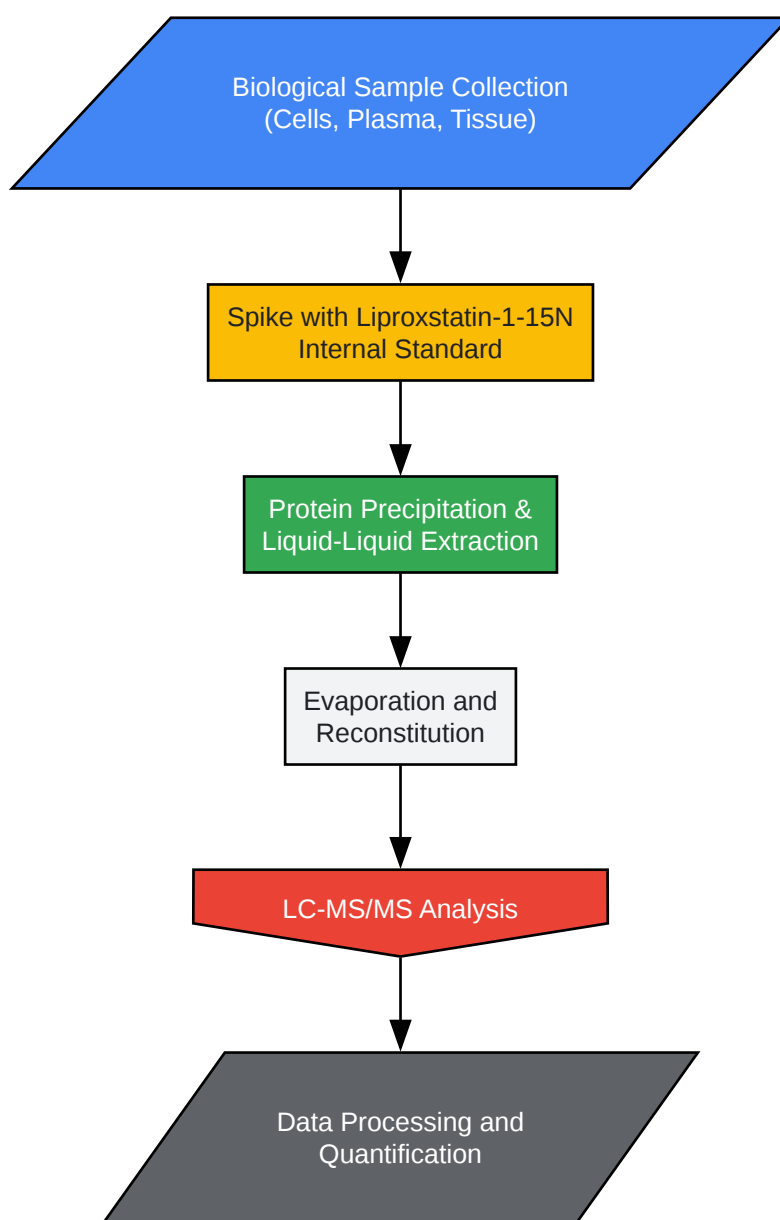 Biological Sample Collection
(Cells, Plasma, Tissue)
Spike with Liproxstatin-1-15N
Internal Standard
Protein Precipitation &
Liquid-Liquid Extraction
Evaporation and
Reconstitution
LC-MS/MS Analysis
Data Processing and
Quantification